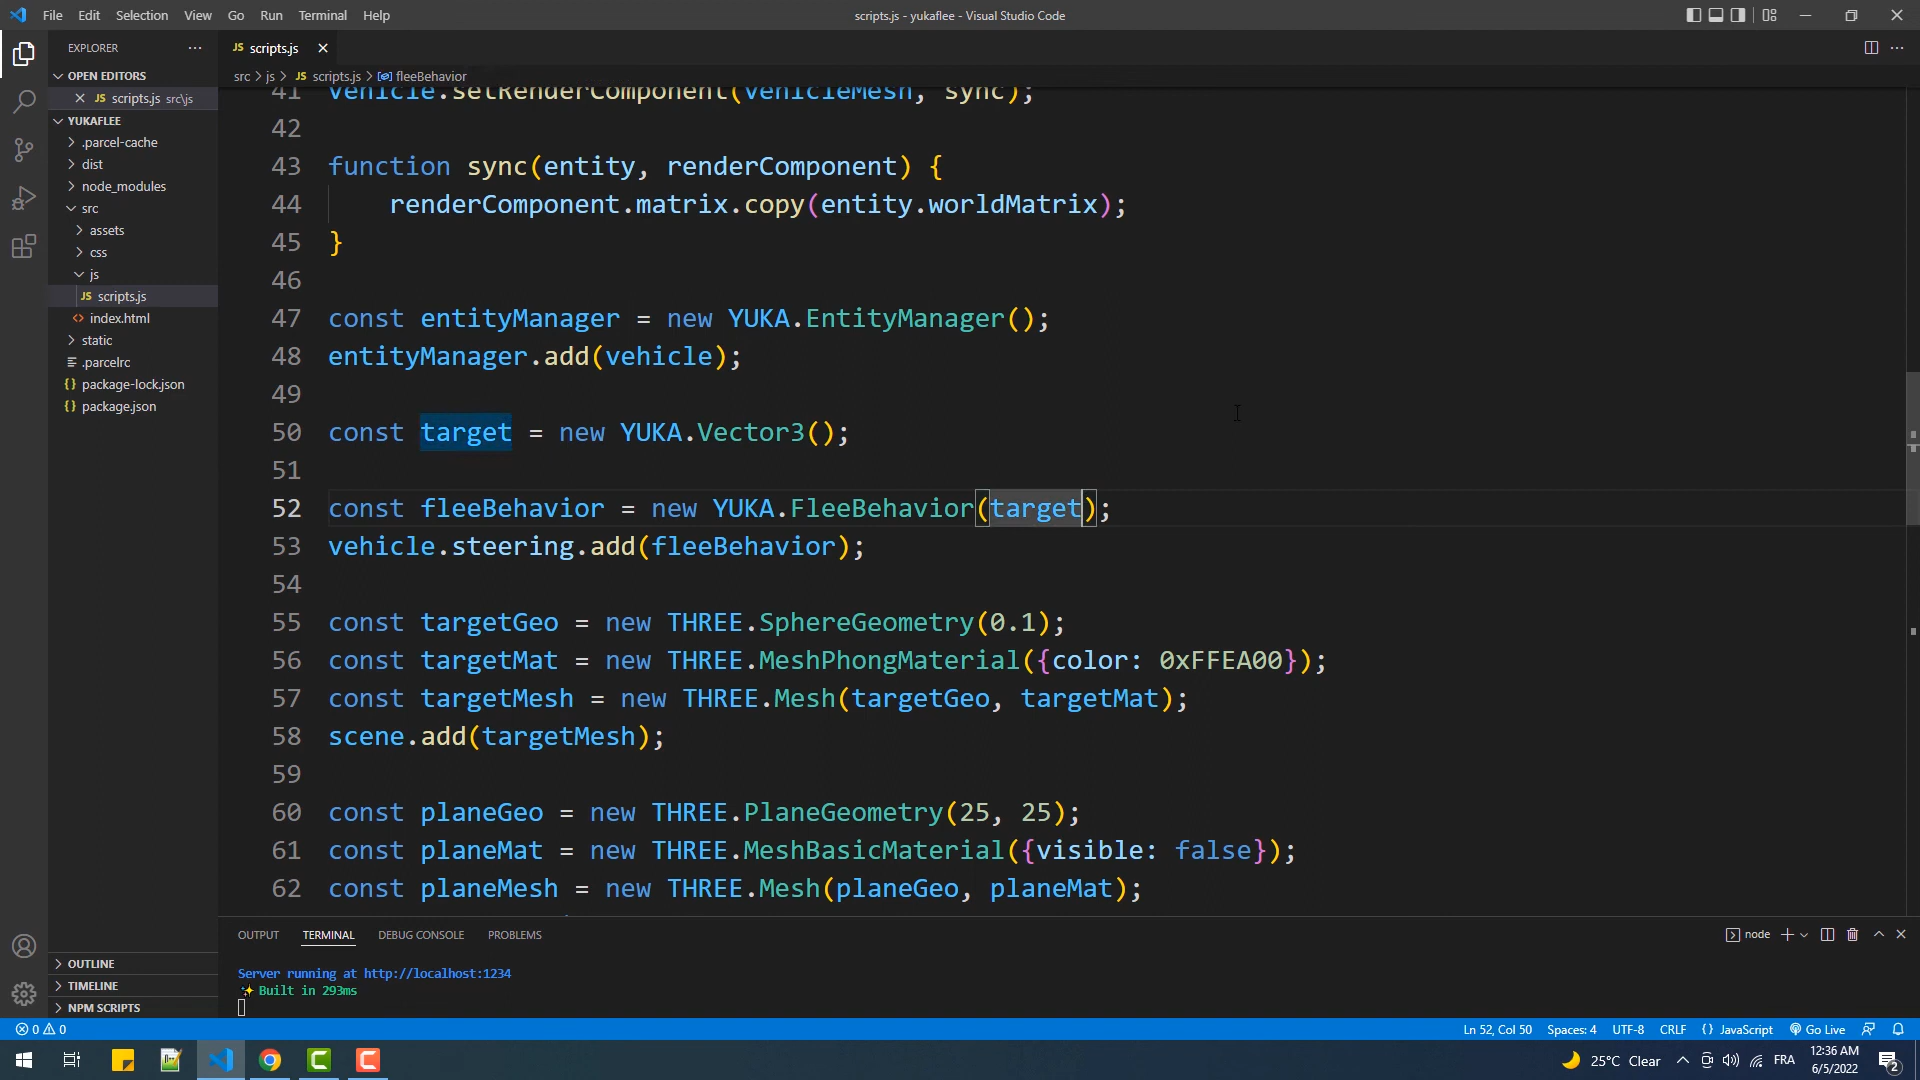 File Edit Selection View Go Run Terminal Help
scripts.js - yukaflee - Visual Studio Code
EXPLORER
OPEN EDITORS
JS scripts.js src\js
YUKAFLEE
.parcel-cache
dist
node_modules
src
assets
css
js
JS scripts.js
<> index.html
static
.parcelrc
{} package-lock.json
{} package.json
OUTLINE
TIMELINE
NPM SCRIPTS
JS scripts.js
src > js > JS scripts.js > fleeBehavior
41 vehicle.setRenderComponent(vehicleMesh, sync);
42
43 function sync(entity, renderComponent) {
44 renderComponent.matrix.copy(entity.worldMatrix);
45 }
46
47 const entityManager = new YUKA.EntityManager();
48 entityManager.add(vehicle);
49
50 const target = new YUKA.Vector3();
51
52 const fleeBehavior = new YUKA.FleeBehavior(target);
53 vehicle.steering.add(fleeBehavior);
54
55 const targetGeo = new THREE.SphereGeometry(0.1);
56 const targetMat = new THREE.MeshPhongMaterial({color: 0xFFEA00});
57 const targetMesh = new THREE.Mesh(targetGeo, targetMat);
58 scene.add(targetMesh);
59
60 const planeGeo = new THREE.PlaneGeometry(25, 25);
61 const planeMat = new THREE.MeshBasicMaterial({visible: false});
62 const planeMesh = new THREE.Mesh(planeGeo, planeMat);
OUTPUT TERMINAL DEBUG CONSOLE PROBLEMS
node
Server running at http://localhost:1234
✨ Built in 293ms
0 0
Ln 52, Col 50 Spaces: 4 UTF-8 CRLF {} JavaScript Go Live
25°C Clear
FRA
12:36 AM
6/5/2022
2